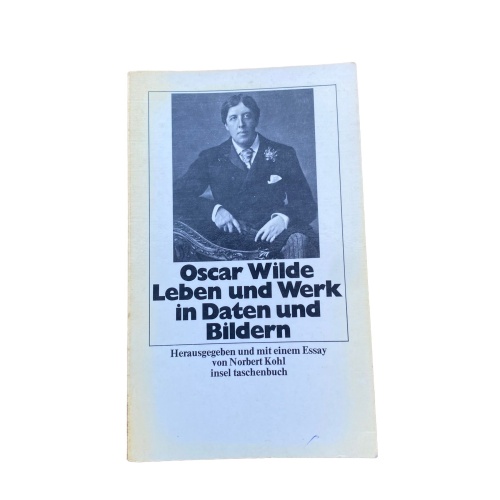 Oscar Wilde
Leben und Werk
in Daten und
Bildern
Herausgegeben und mit einem Essay
von Norbert Kohl
insel taschenbuch